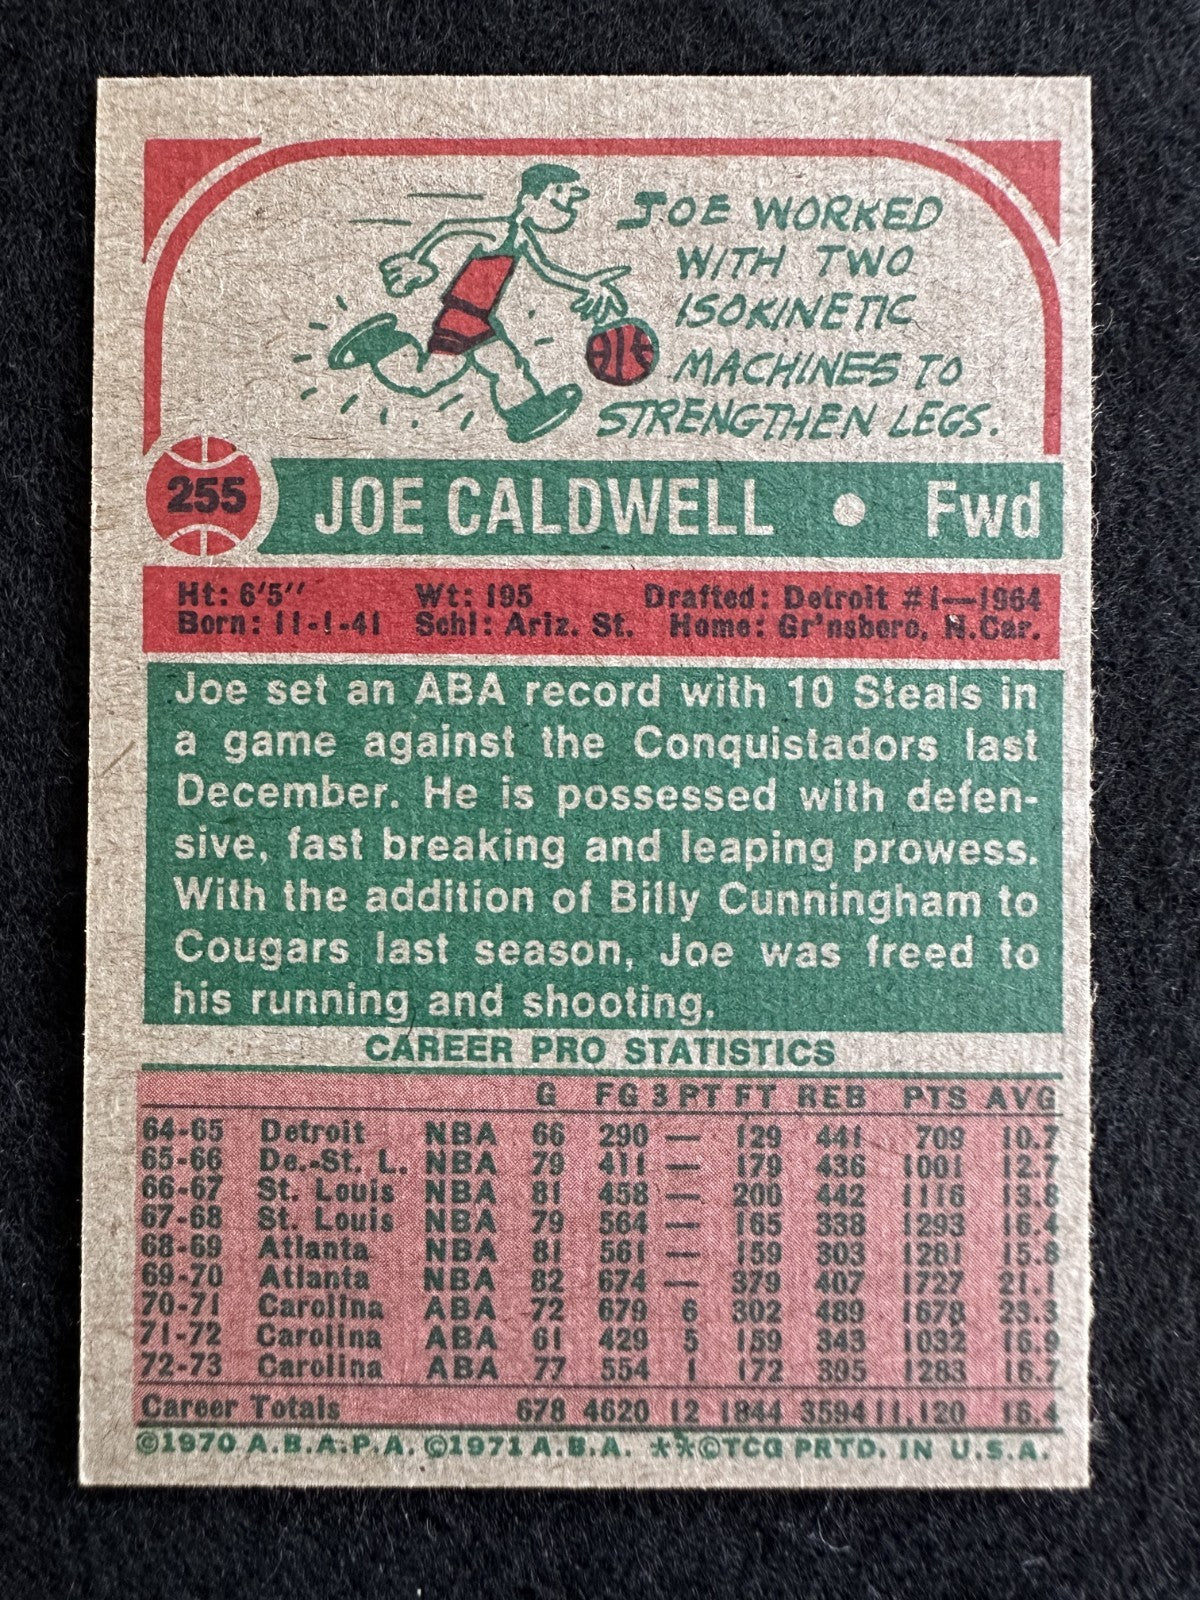 JOE WORKED
WITH TWO
ISOKINETIC
MACHINES TO
STRENGTHEN LEGS.
255 JOE CALDWELL • Fwd
Ht: 6'5" Wt: 195 Drafted: Detroit #1—1964
Born: 11-1-41 Schl: Ariz. St. Home: Gr'nsboro, N.Car.
Joe set an ABA record with 10 Steals in
a game against the Conquistadors last
December. He is possessed with defen-
sive, fast breaking and leaping prowess.
With the addition of Billy Cunningham to
Cougars last season, Joe was freed to
his running and shooting.
CAREER PRO STATISTICS
G FG 3 PT FT REB PTS AVG
64-65 Detroit NBA 66 290 — 129 441 709 10.7
65-66 De.-St. L. NBA 79 411 — 179 436 1001 12.7
66-67 St. Louis NBA 81 458 — 200 442 1116 13.8
67-68 St. Louis NBA 79 564 — 165 338 1293 16.4
68-69 Atlanta NBA 81 561 — 159 303 1281 15.8
69-70 Atlanta NBA 82 674 — 379 407 1727 21.1
70-71 Carolina ABA 72 679 6 302 489 1678 23.3
71-72 Carolina ABA 61 429 5 159 343 1032 16.9
72-73 Carolina ABA 77 554 1 172 395 1283 16.7
Career Totals 678 4620 12 1844 3594 11,120 16.4
©1970 A.B.A.P.A. ©1971 A.B.A. **©TCG PRTD. IN U.S.A.